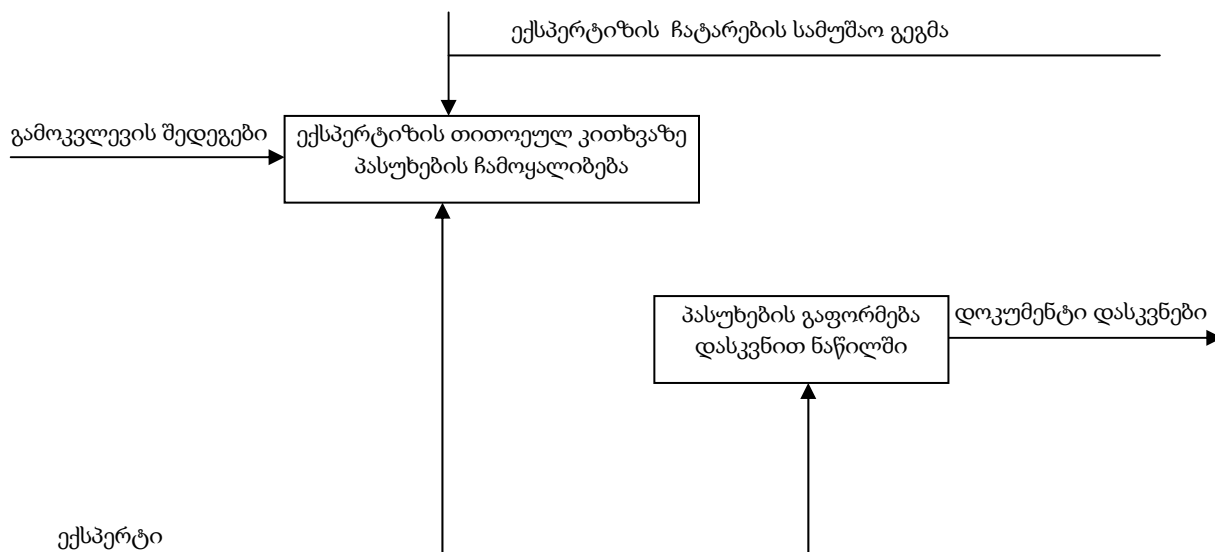 ექსპერტიზის ჩატარების სამუშაო გეგმა
გამოკვლევის შედეგები
ექსპერტიზის თითოეულ კითხვაზე
პასუხების ჩამოყალიბება
პასუხების გაფორმება
დასკვნით ნაწილში
დოკუმენტი დასკვნები
ექსპერტი